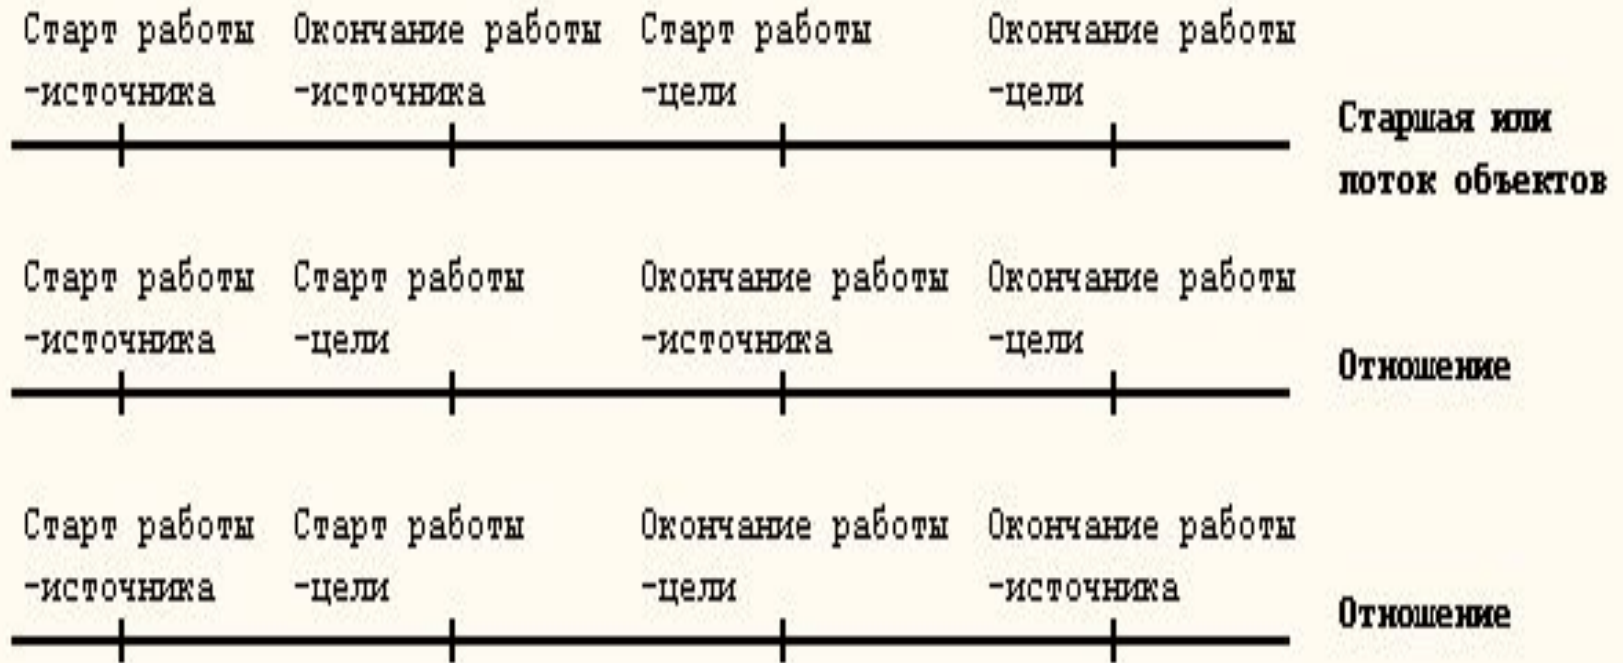 Старт работы Окончание работы Старт работы Окончание работы
-источника -источника -цели -цели
Старшая или
поток объектов
Старт работы Старт работы Окончание работы Окончание работы
-источника -цели -источника -цели
Отношение
Старт работы Старт работы Окончание работы Окончание работы
-источника -цели -цели -источника
Отношение